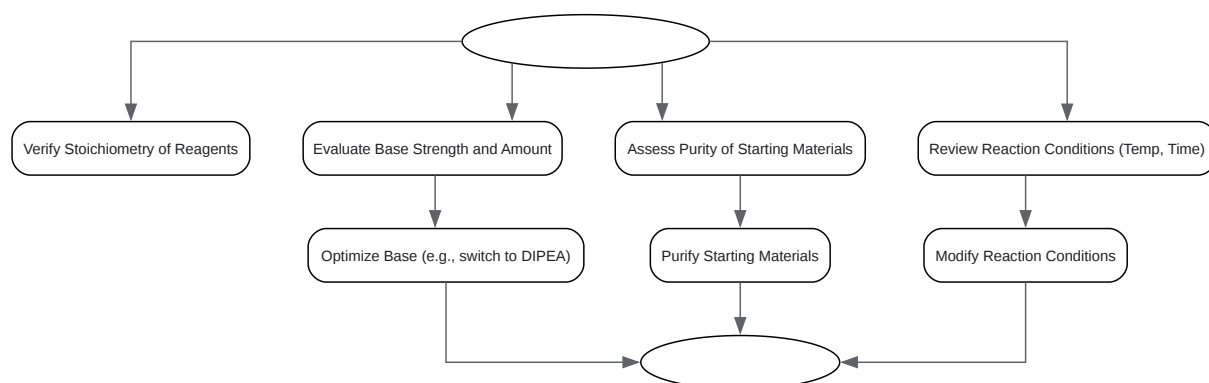 Verify Stoichiometry of Reagents
Evaluate Base Strength and Amount
Assess Purity of Starting Materials
Review Reaction Conditions (Temp, Time)
Optimize Base (e.g., switch to DIPEA)
Purify Starting Materials
Modify Reaction Conditions